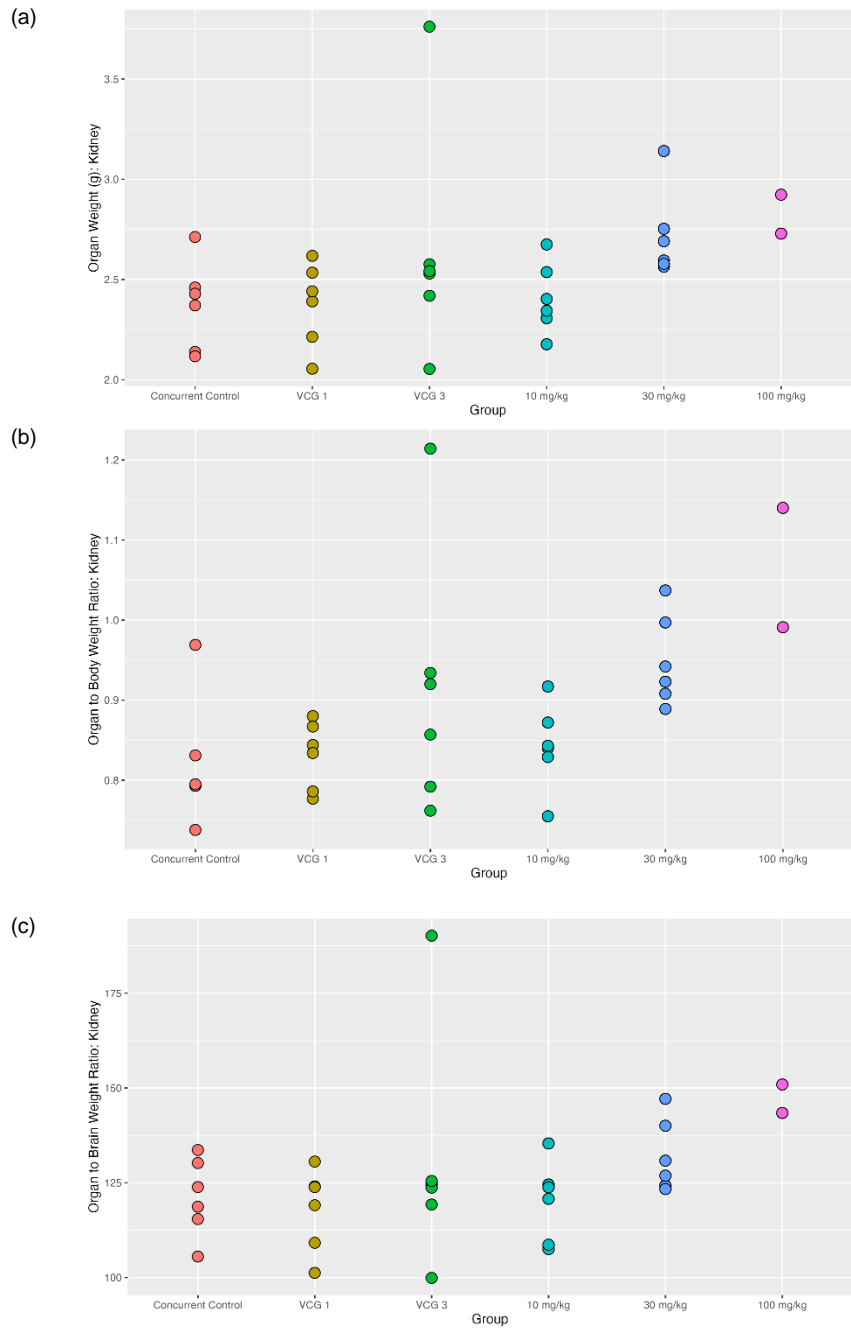 (a)
Organ Weight (g): Kidney
3.5
3.0
2.5
2.0
Concurrent Control VCG 1 VCG 3 10 mg/kg 30 mg/kg 100 mg/kg
Group
(b)
Organ to Body Weight Ratio: Kidney
1.2
1.1
1.0
0.9
0.8
Concurrent Control VCG 1 VCG 3 10 mg/kg 30 mg/kg 100 mg/kg
Group
(c)
Organ to Brain Weight Ratio: Kidney
175
150
125
100
Concurrent Control VCG 1 VCG 3 10 mg/kg 30 mg/kg 100 mg/kg
Group